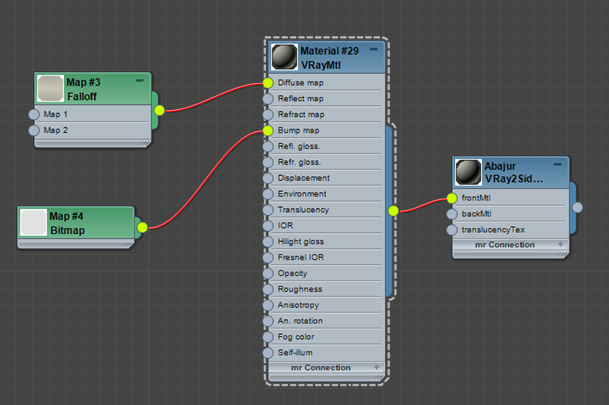 Map #3
Falloff
Map 1
Map 2
Map #4
Bitmap
Material #29
VRayMtl
Diffuse map
Reflect map
Refract map
Bump map
Refl. gloss.
Refr. gloss.
Displacement
Environment
Translucency
IOR
Hilight gloss
Fresnel IOR
Opacity
Roughness
Anisotropy
An. rotation
Fog color
Self-illum
mr Connection
Abajur
VRay2Sid...
frontMtl
backMtl
translucencyTex
mr Connection